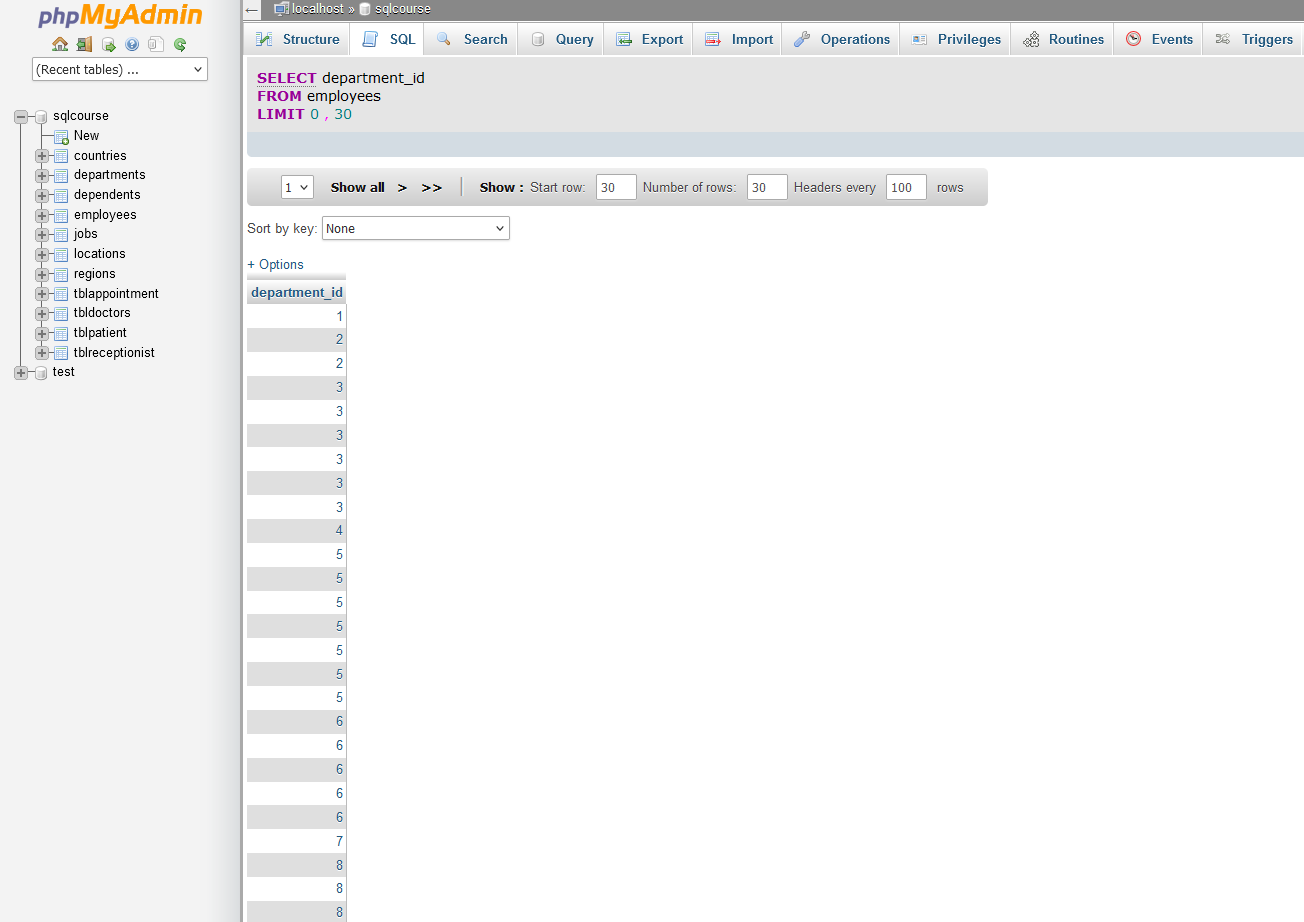 phpMyAdmin
(Recent tables) ...
sqlcourse
New
countries
departments
dependents
employees
jobs
locations
regions
tblappointment
tbldoctors
tblpatient
tblreceptionist
test
← localhost » sqlcourse
Structure SQL Search Query Export Import Operations Privileges Routines Events Triggers
SELECT department_id
FROM employees
LIMIT 0 , 30
1 Show all > >> Show : Start row: 30 Number of rows: 30 Headers every 100 rows
Sort by key: None
+ Options
department_id
1
2
2
3
3
3
3
3
3
4
5
5
5
5
5
5
5
6
6
6
6
6
7
8
8
8